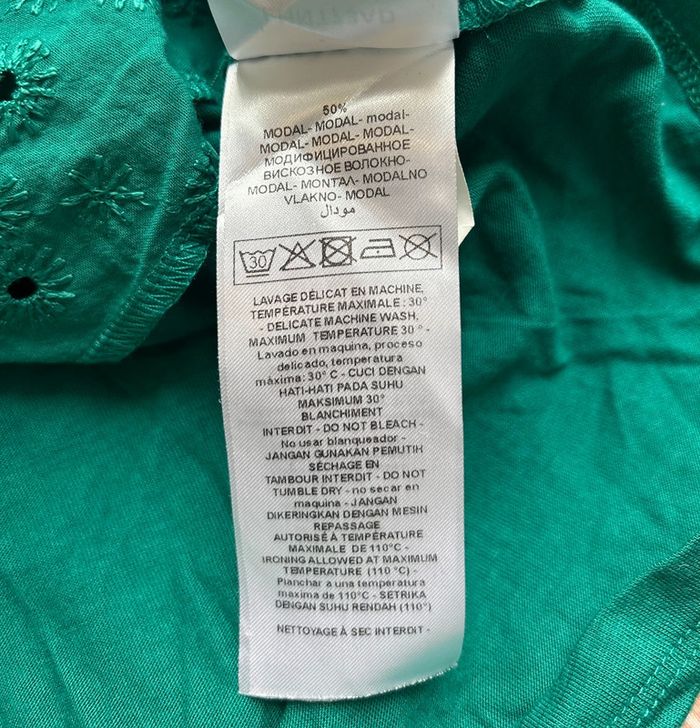 50%
MODAL- MODAL- modal-
MODAL- MODAL- MODAL-
МОДИФИЦИРОВАННОЕ
ВИСКОЗНОЕ ВОЛОКНО-
MODAL- ΜΟΝΤΑΛ- MODALNO
VLAKNO- MODAL
مودال
30
LAVAGE DÉLICAT EN MACHINE,
TEMPÉRATURE MAXIMALE : 30°
- DELICATE MACHINE WASH,
MAXIMUM TEMPERATURE 30 ° -
Lavado en maquina, proceso
delicado, temperatura
máxima: 30° C - CUCI DENGAN
HATI-HATI PADA SUHU
MAKSIMUM 30°
BLANCHIMENT
INTERDIT - DO NOT BLEACH -
No usar blanqueador -
JANGAN GUNAKAN PEMUTIH
SÉCHAGE EN
TAMBOUR INTERDIT - DO NOT
TUMBLE DRY - no secar en
maquina - JANGAN
DIKERINGKAN DENGAN MESIN
REPASSAGE
AUTORISÉ À TEMPÉRATURE
MAXIMALE DE 110°C -
IRONING ALLOWED AT MAXIMUM
TEMPERATURE (110 °C) -
Planchar a una temperatura
maxima de 110°C - SETRIKA
DENGAN SUHU RENDAH (110°)
NETTOYAGE À SEC INTERDIT -